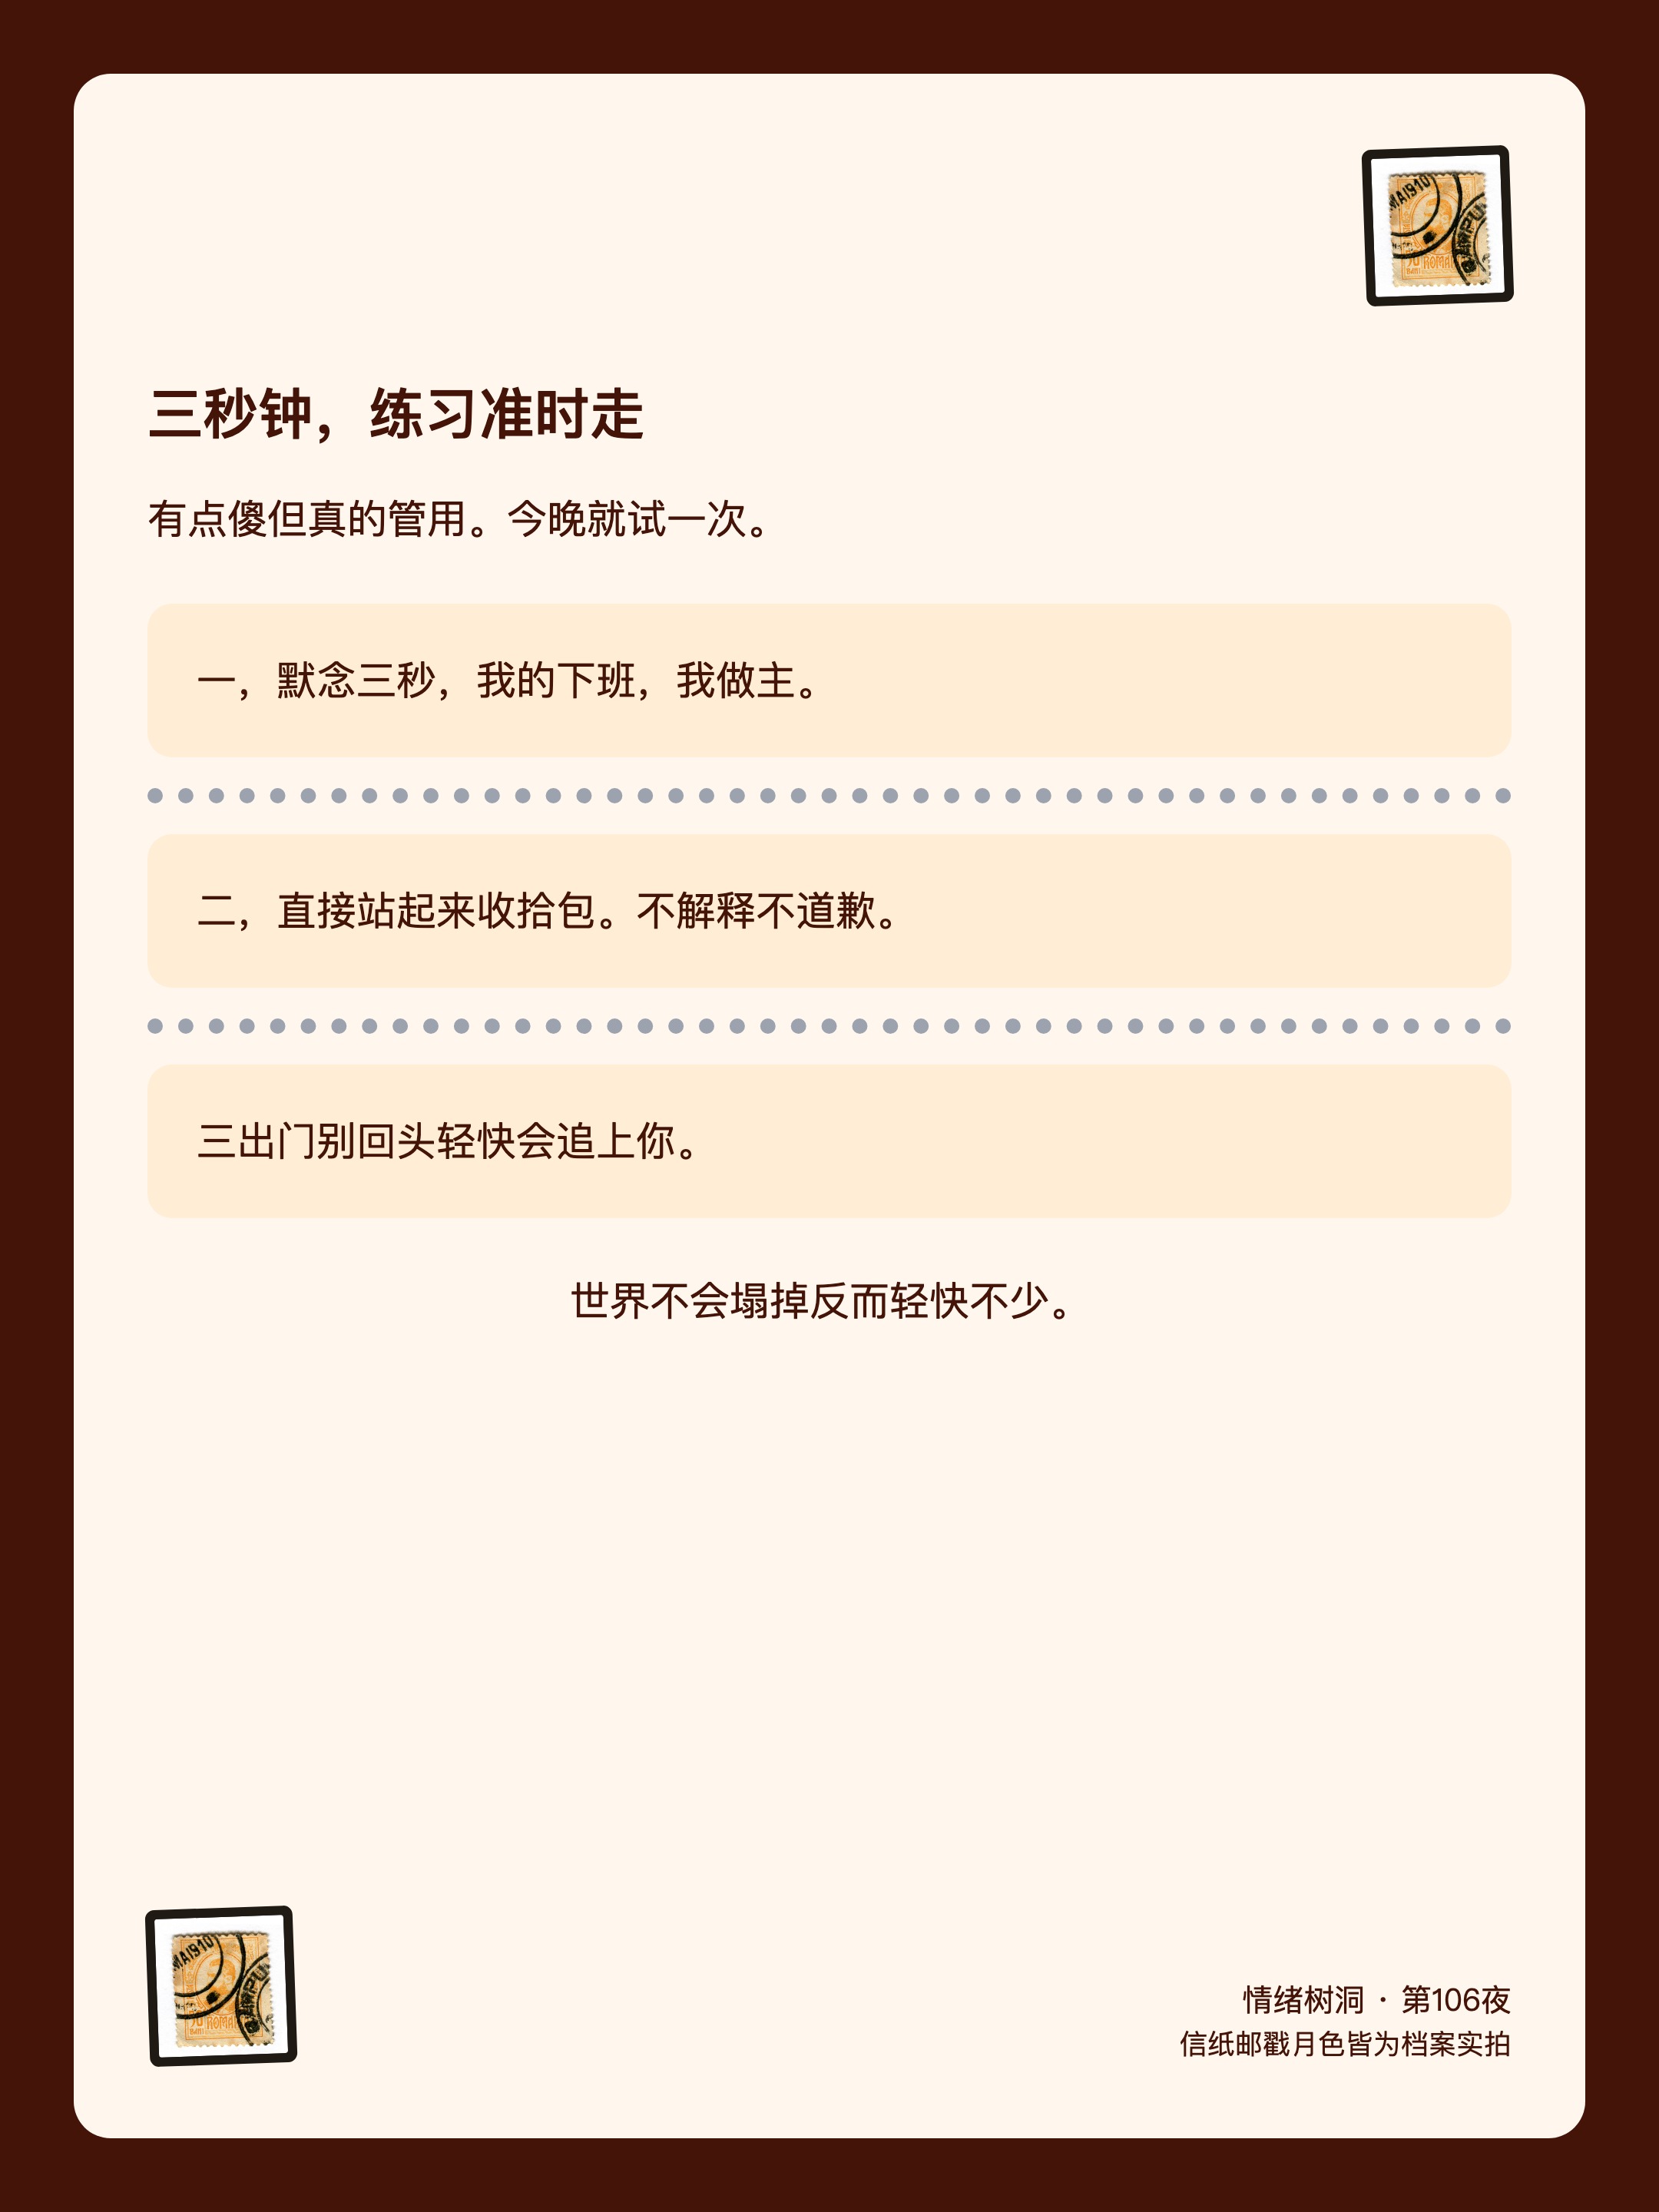 MAI910
ROMA
三秒钟，练习准时走
有点傻但真的管用。今晚就试一次。
一，默念三秒，我的下班，我做主。
二，直接站起来收拾包。不解释不道歉。
三出门别回头轻快会追上你。
世界不会塌掉反而轻快不少。
MAI910
ROMA
情绪树洞 · 第106夜
信纸邮戳月色皆为档案实拍